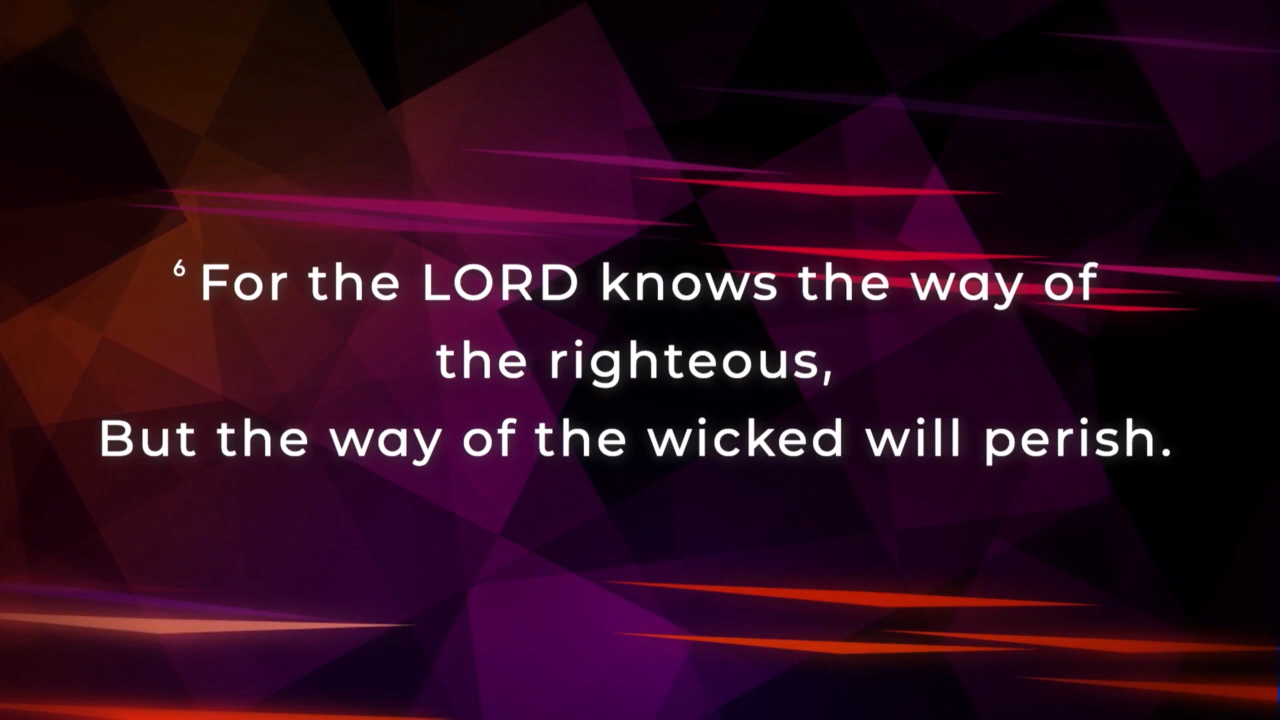 ⁶ For the LORD knows the way of
the righteous,
But the way of the wicked will perish.